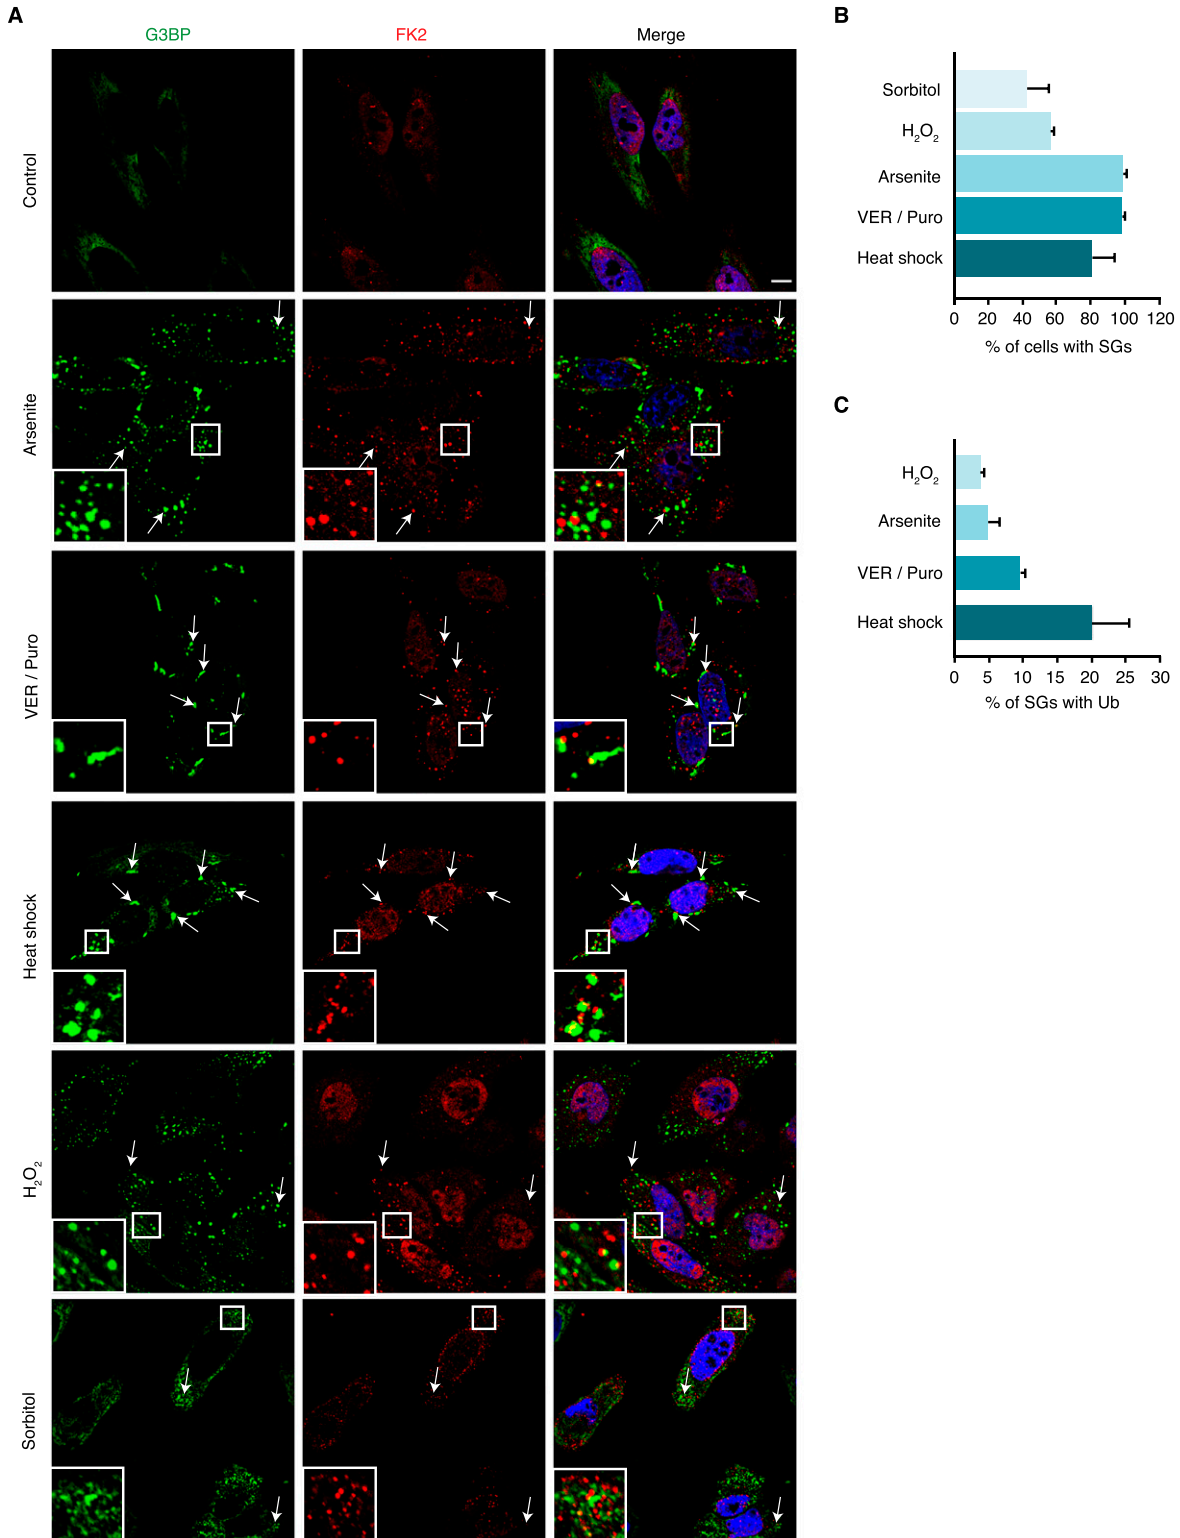 A
G3BP
FK2
Merge
Control
Arsenite
VER / Puro
Heat shock
H₂O₂
Sorbitol
B
Sorbitol
H₂O₂
Arsenite
VER / Puro
Heat shock
0 20 40 60 80 100 120
% of cells with SGs
C
H₂O₂
Arsenite
VER / Puro
Heat shock
0 5 10 15 20 25 30
% of SGs with Ub